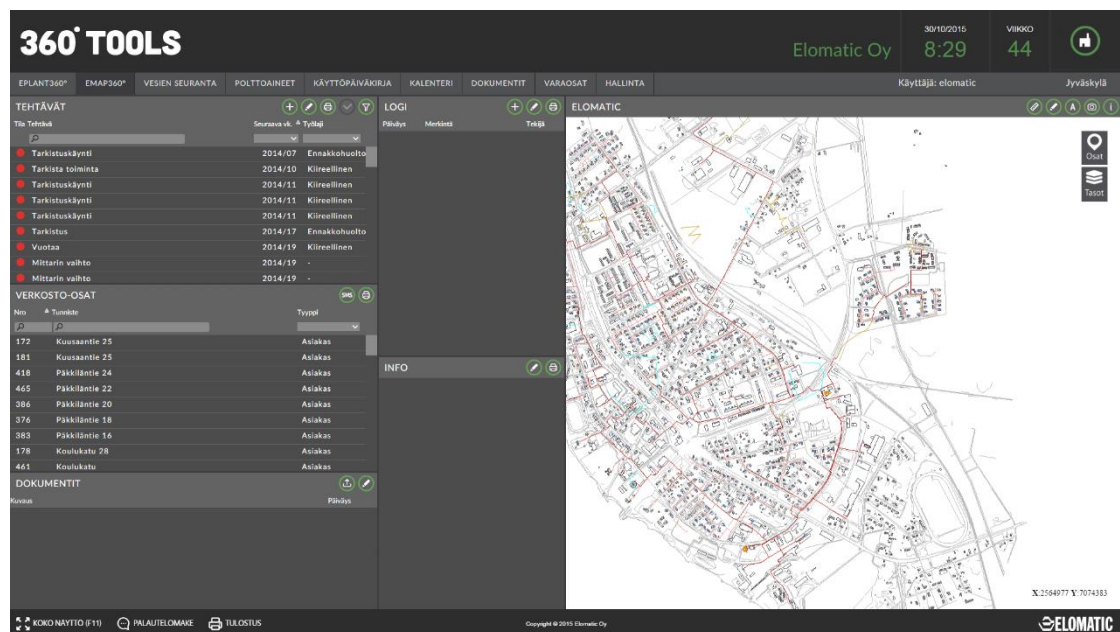 360° TOOLS
Elomatic Oy
30/10/2015
8:29
VIIKKO
44
EPLANT360° EMAP360° VESIEN SEURANTA POLTTOAINEET KÄYTTÖPÄIVÄKIRJA KALENTERI DOKUMENTIT VARAOSAT HALLINTA Käyttäjä: elomatic Jyväskylä
TEHTÄVÄT
Tila Tehtävä Seuraava vk. Työlaji
Tarkistuskäynti 2014/07 Ennakkohuolto
Tarkista toiminta 2014/10 Kiireellinen
Tarkistuskäynti 2014/11 Kiireellinen
Tarkistuskäynti 2014/11 Kiireellinen
Tarkistuskäynti 2014/11 Kiireellinen
Tarkistus 2014/17 Ennakkohuolto
Vuotaa 2014/19 Kiireellinen
Mittarin vaihto 2014/19 -
Mittarin vaihto 2014/19 -
VERKOSTO-OSAT
SMS
Nro Tunniste Tyyppi
172 Kuusaantie 25 Asiakas
181 Kuusaantie 25 Asiakas
418 Päkkiläntie 24 Asiakas
465 Päkkiläntie 22 Asiakas
386 Päkkiläntie 20 Asiakas
376 Päkkiläntie 18 Asiakas
383 Päkkiläntie 16 Asiakas
178 Koulukatu 28 Asiakas
461 Koulukatu Asiakas
DOKUMENTIT
Kuvaus Päiväys
LOGI
Päiväys Merkintä Tekijä
INFO
ELOMATIC
A
i
Osat
Tasot
X:2564977 Y:7074383
KOKO NÄYTTÖ (F11) PALAUTELOMAKE TULOSTUS Copyright © 2015 Elomatic Oy ELOMATIC